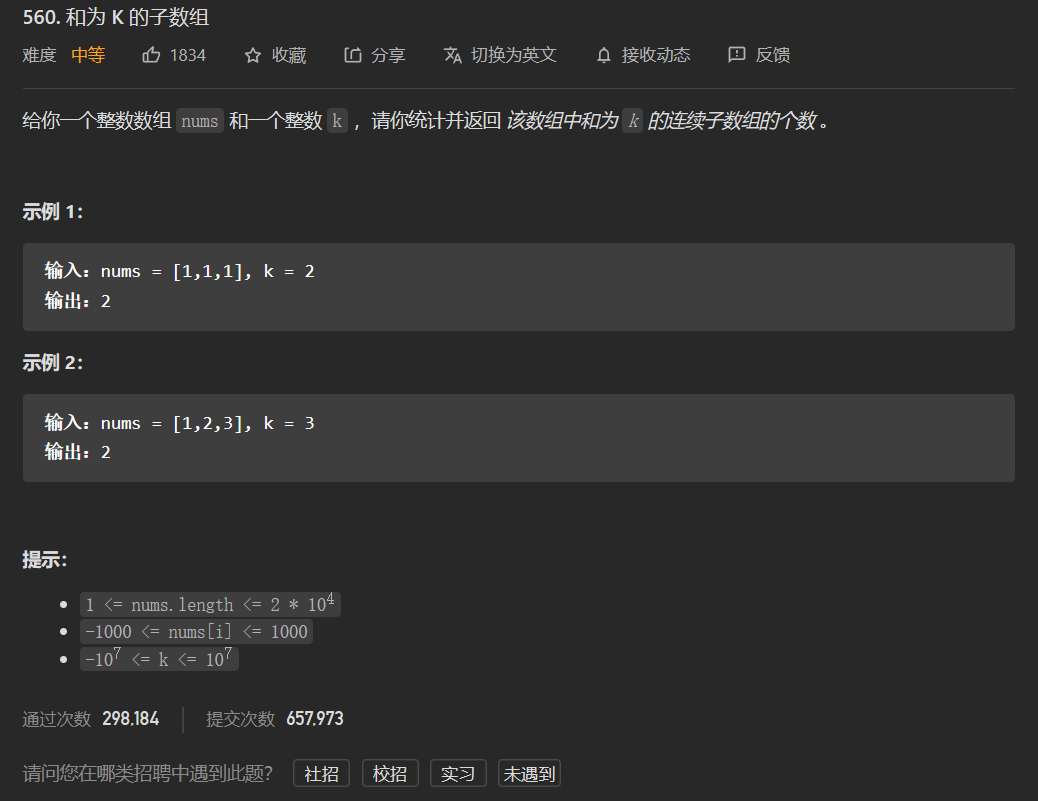 560. 和为 K 的子数组
难度 中等 1834 收藏 分享 切换为英文 接收动态 反馈
给你一个整数数组 nums 和一个整数 k ，请你统计并返回 该数组中和为 k 的连续子数组的个数 。
示例 1：
输入：nums = [1,1,1], k = 2
输出：2
示例 2：
输入：nums = [1,2,3], k = 3
输出：2
提示：
1 <= nums.length <= 2 * 10⁴
-1000 <= nums[i] <= 1000
-10⁷ <= k <= 10⁷
通过次数 298,184 提交次数 657,973
请问您在哪类招聘中遇到此题？ 社招 校招 实习 未遇到